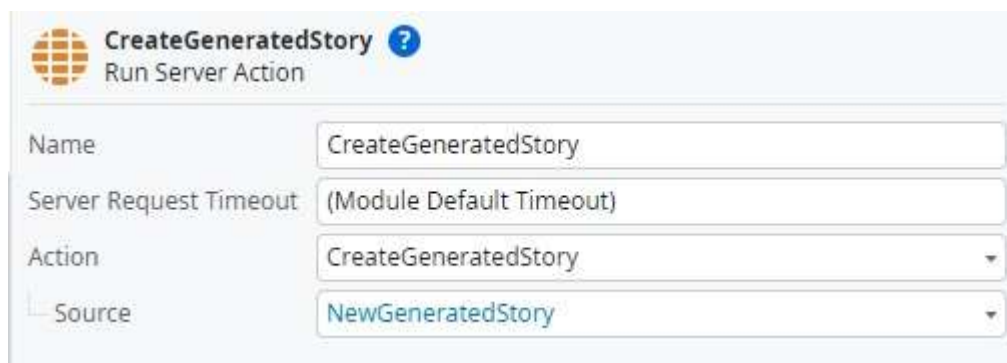 CreateGeneratedStory ?
Run Server Action
Name CreateGeneratedStory
Server Request Timeout (Module Default Timeout)
Action CreateGeneratedStory
Source NewGeneratedStory